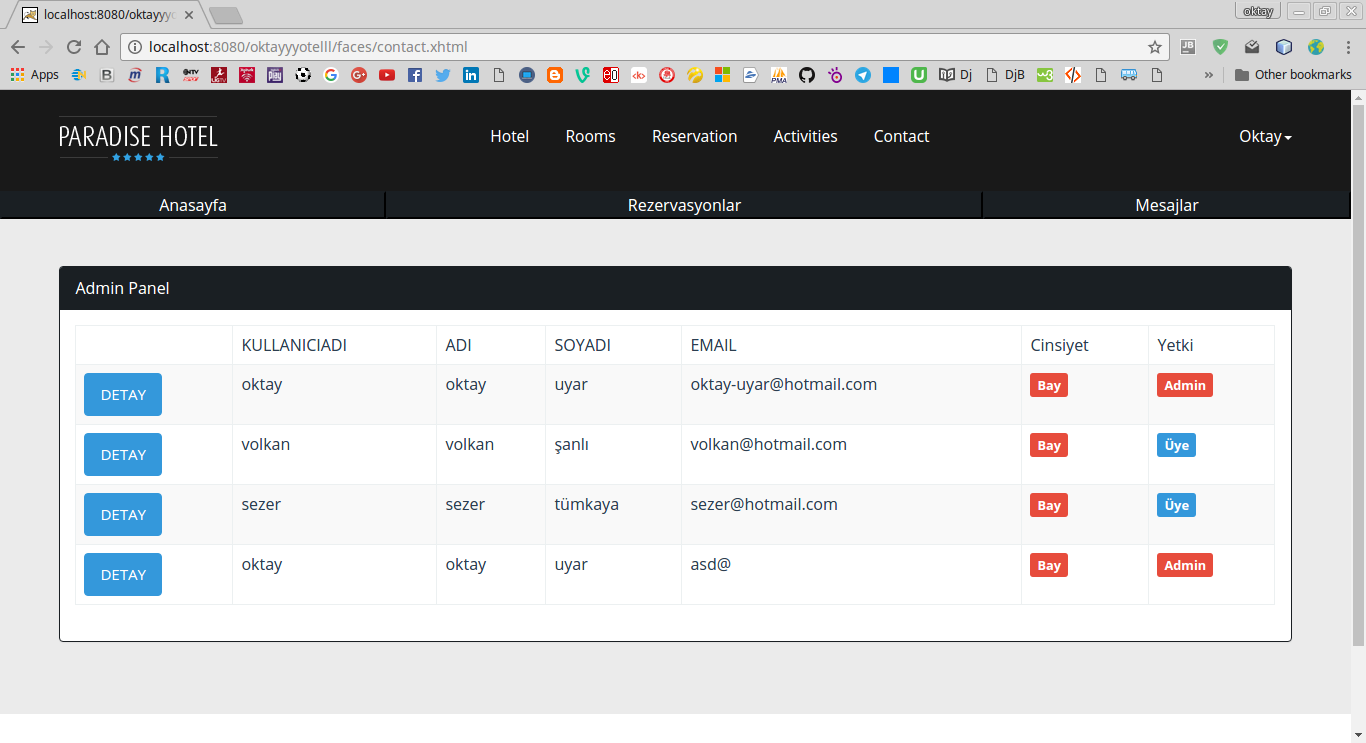 localhost:8080/oktayyyo
oktay
localhost:8080/oktayyyotelll/faces/contact.xhtml
Apps
Dj
DjB
Other bookmarks
PARADISE HOTEL
Hotel Rooms Reservation Activities Contact Oktay
Anasayfa Rezervasyonlar Mesajlar
Admin Panel
KULLANICIADI ADI SOYADI EMAIL Cinsiyet Yetki
DETAY oktay oktay uyar oktay-uyar@hotmail.com Bay Admin
DETAY volkan volkan şanlı volkan@hotmail.com Bay Üye
DETAY sezer sezer tümkaya sezer@hotmail.com Bay Üye
DETAY oktay oktay uyar asd@ Bay Admin